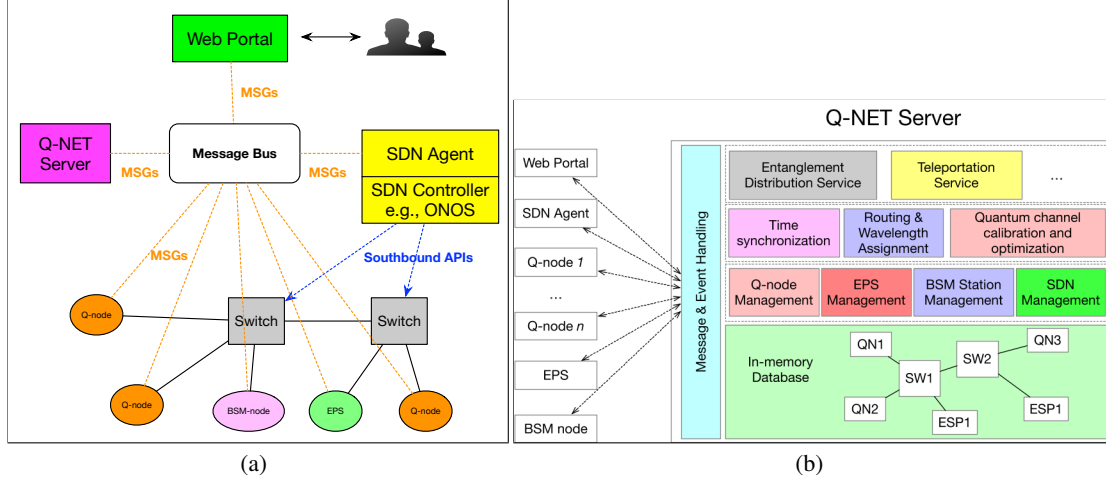 Web Portal
MSGs
Q-NET
Server
MSGs
Message Bus
MSGs
SDN Agent
SDN Controller
e.g., ONOS
MSGs
Southbound APIs
Q-node
Switch
Switch
Q-node
BSM-node
EPS
Q-node
(a)
Q-NET Server
Web Portal
SDN Agent
Q-node 1
...
Q-node n
EPS
BSM node
Message & Event Handling
Entanglement
Distribution Service
Teleportation
Service
...
Time
synchronization
Routing &
Wavelength
Assignment
Quantum channel
calibration and
optimization
Q-node
Management
EPS
Management
BSM Station
Management
SDN
Management
In-memory
Database
QN1
QN2
SW1
SW2
QN3
ESP1
ESP1
(b)